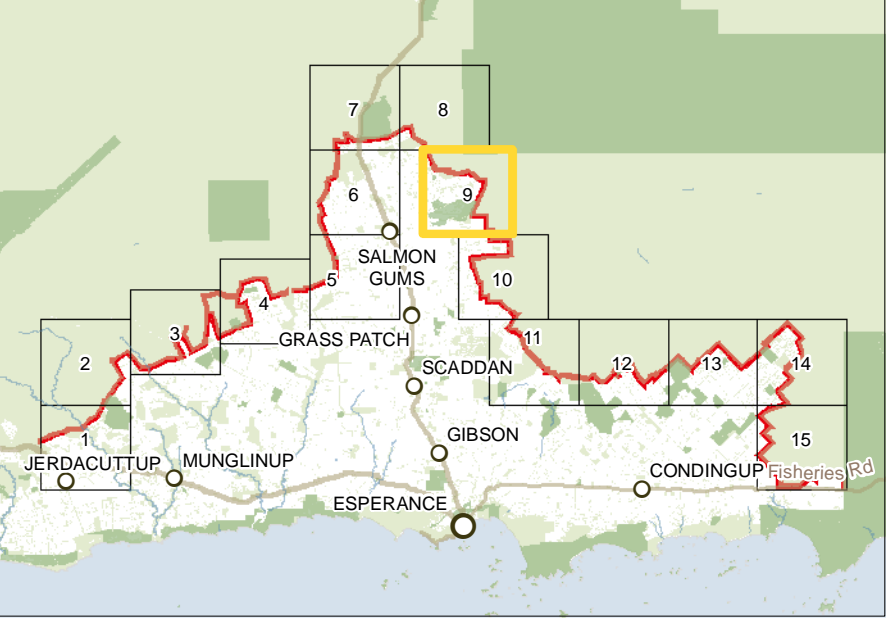 7
8
6
9
SALMON
GUMS
5
10
4
3
GRASS PATCH
11
2
12
13
14
SCADDAN
1
GIBSON
15
JERDACUTTUP
MUNGLINUP
CONDINGUP
Fisheries Rd
ESPERANCE